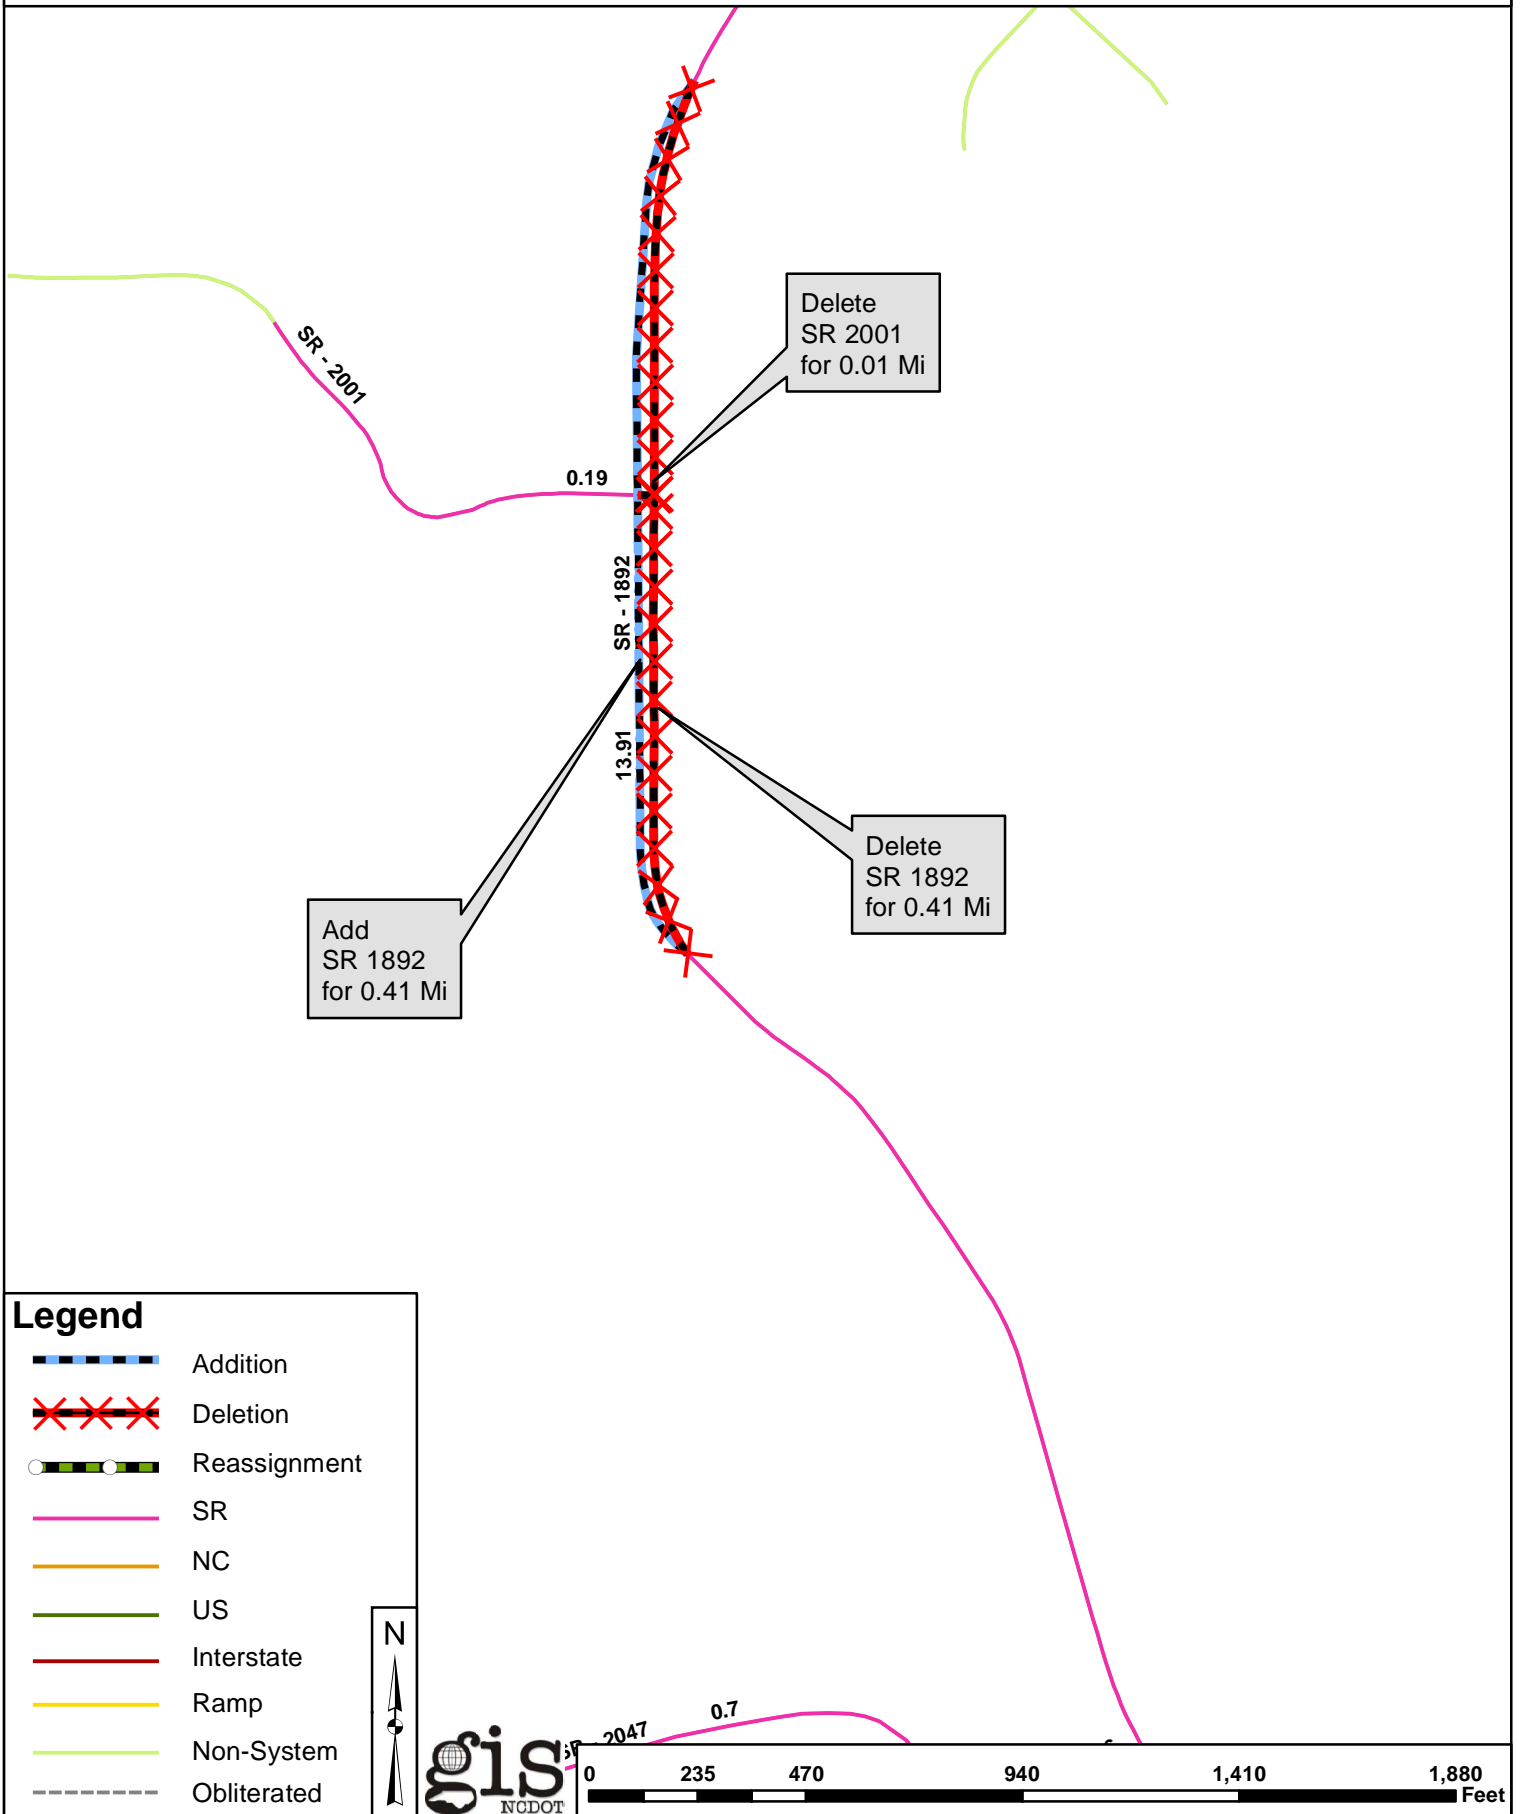 SR - 2001
Delete
SR 2001
for 0.01 Mi
0.19
SR - 1892
13.91
Delete
SR 1892
for 0.41 Mi
Add
SR 1892
for 0.41 Mi
Legend
Addition
Deletion
Reassignment
SR
NC
US
Interstate
Ramp
Non-System
Obliterated
N
gis
NCDOT
SR - 2047
0.7
0 235 470 940 1,410 1,880
Feet